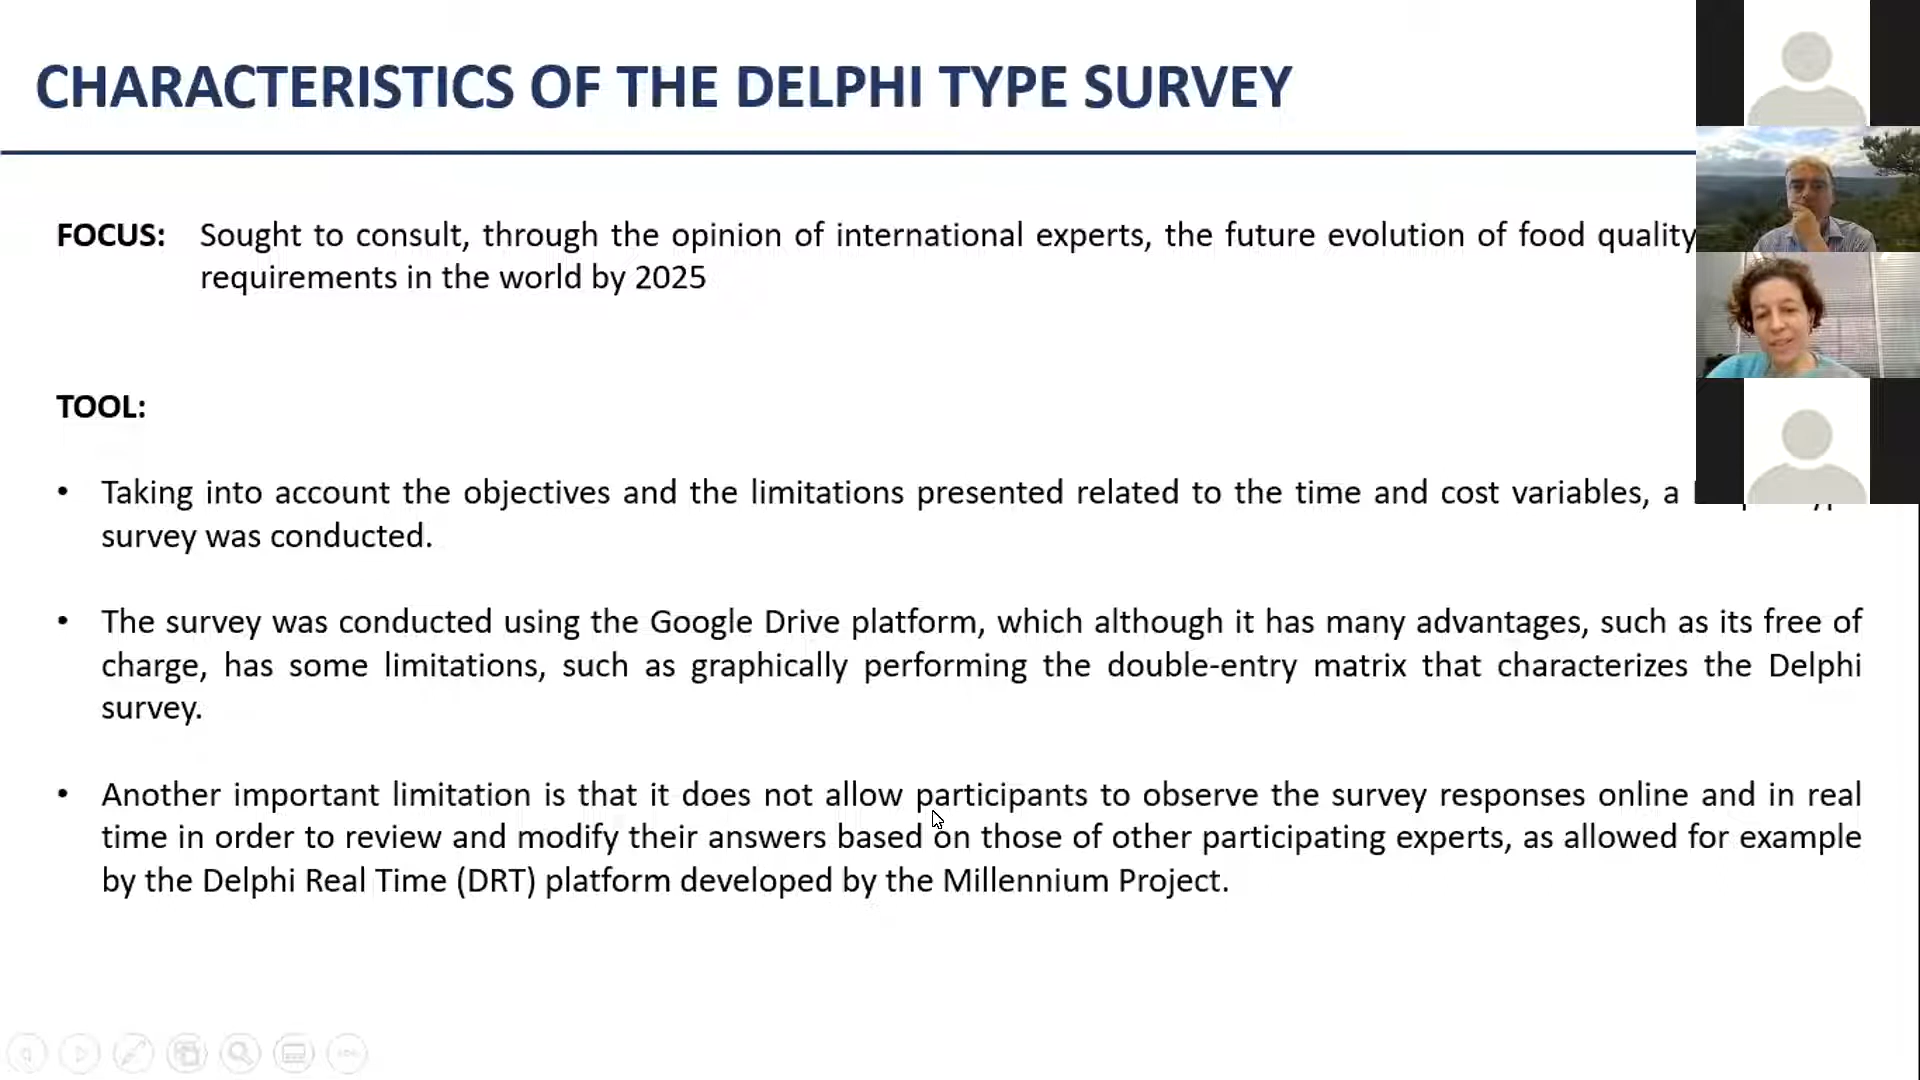 CHARACTERISTICS OF THE DELPHI TYPE SURVEY
FOCUS: Sought to consult, through the opinion of international experts, the future evolution of food quality
requirements in the world by 2025
TOOL:
• Taking into account the objectives and the limitations presented related to the time and cost variables, a
survey was conducted.
• The survey was conducted using the Google Drive platform, which although it has many advantages, such as its free of
charge, has some limitations, such as graphically performing the double-entry matrix that characterizes the Delphi
survey.
• Another important limitation is that it does not allow participants to observe the survey responses online and in real
time in order to review and modify their answers based on those of other participating experts, as allowed for example
by the Delphi Real Time (DRT) platform developed by the Millennium Project.